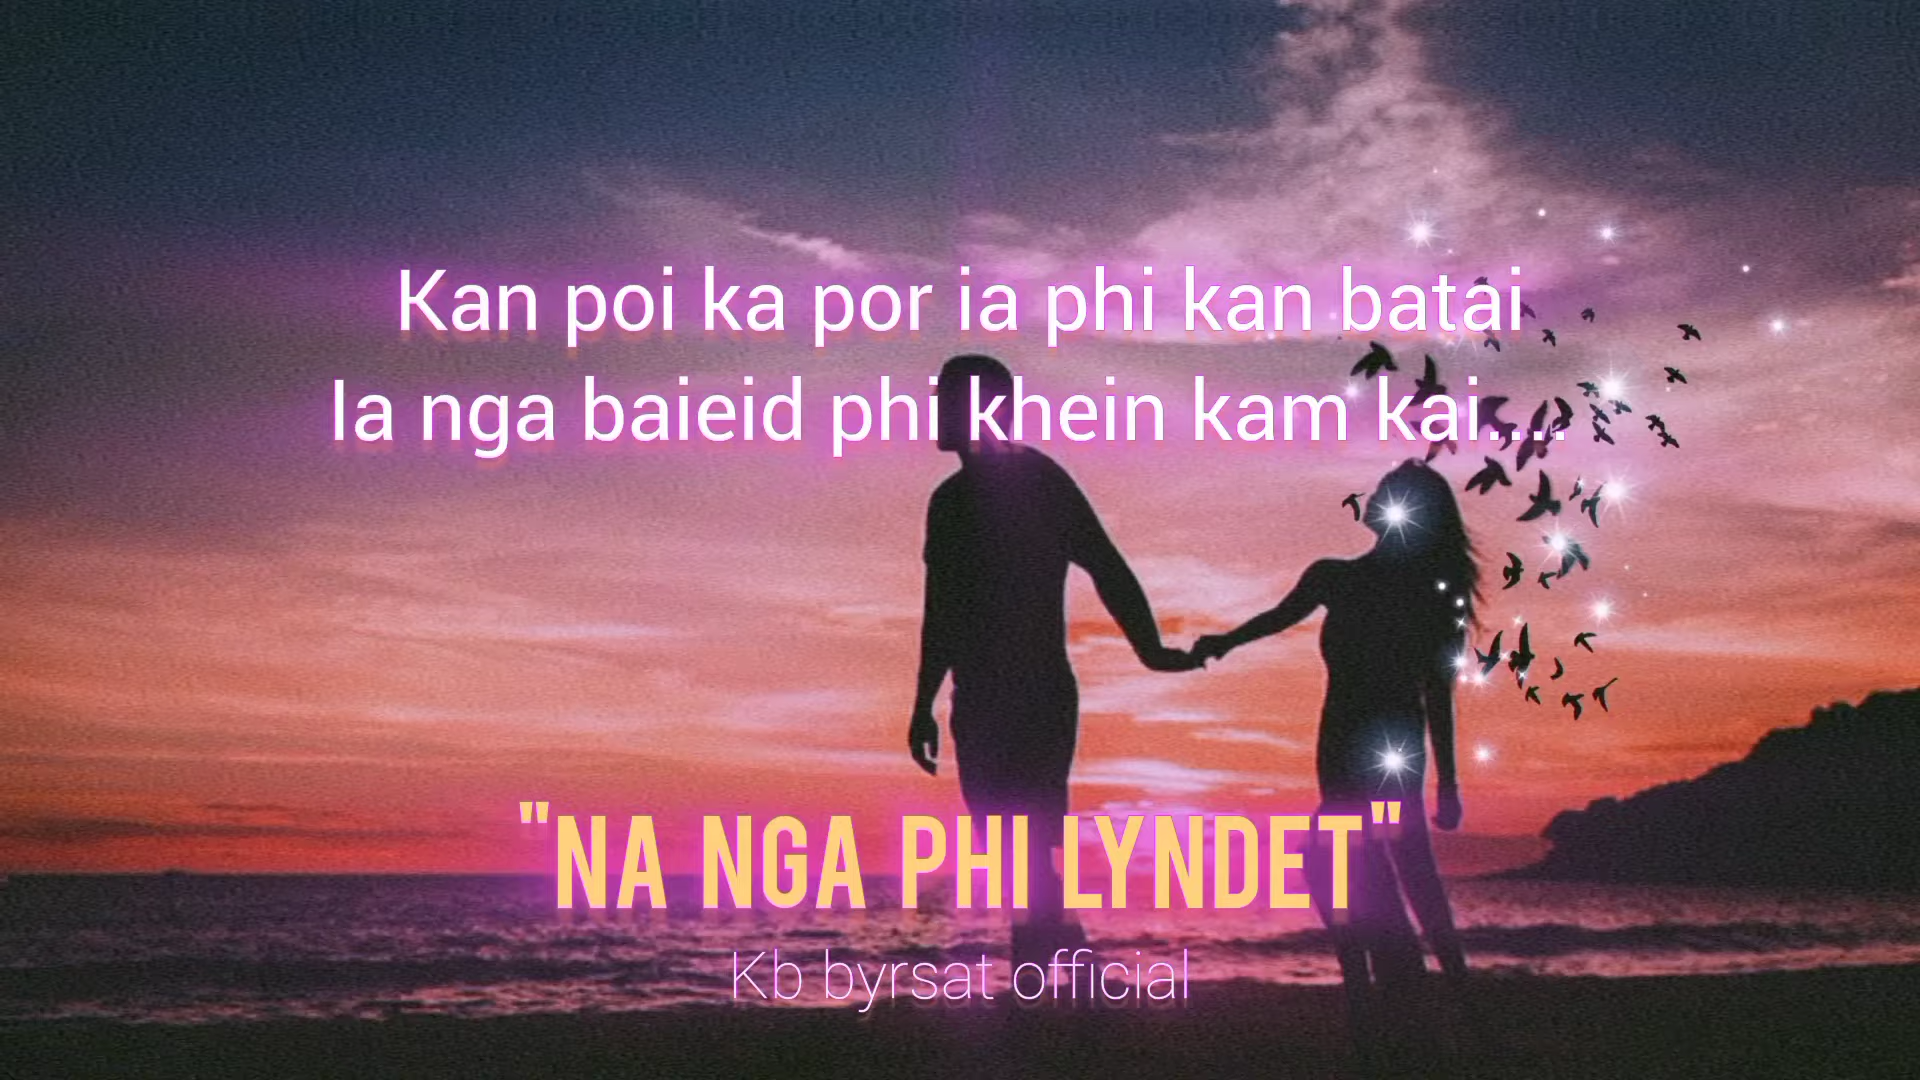 Kan poi ka por ia phi kan batai
Ia nga baieid phi khein kam kai....
"NA NGA PHI LYNDET"
Kb byrsat official